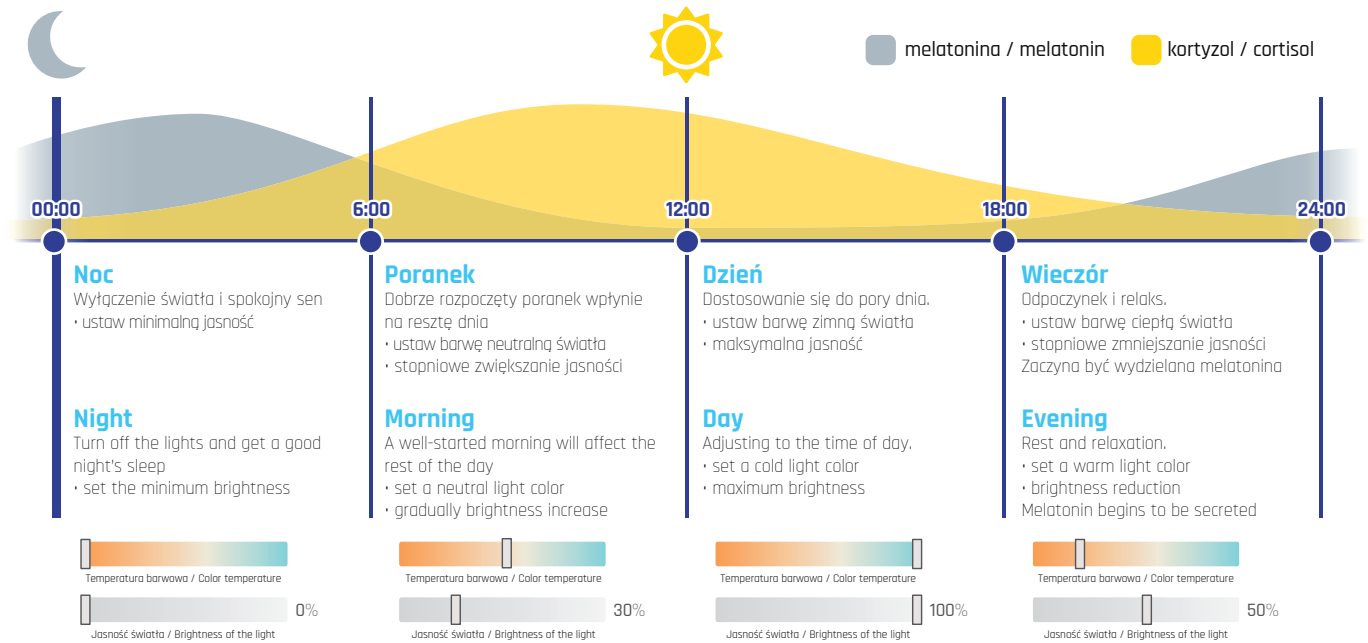 melatonina / melatonin
kortyzol / cortisol
00:00
6:00
12:00
18:00
24:00
Noc
Wyłączenie światła i spokojny sen
• ustaw minimalną jasność
Poranek
Dobrze rozpoczęty poranek wpłynie
na resztę dnia
• ustaw barwę neutralną światła
• stopniowe zwiększanie jasności
Dzień
Dostosowanie się do pory dnia.
• ustaw barwę zimną światła
• maksymalna jasność
Wieczór
Odpoczynek i relaks.
• ustaw barwę ciepłą światła
• stopniowe zmniejszanie jasności
Zaczyna być wydzielana melatonina
Night
Turn off the lights and get a good
night's sleep
• set the minimum brightness
Morning
A well-started morning will affect the
rest of the day
• set a neutral light color
• gradually brightness increase
Day
Adjusting to the time of day.
• set a cold light color
• maximum brightness
Evening
Rest and relaxation.
• set a warm light color
• brightness reduction
Melatonin begins to be secreted
Temperatura barwowa / Color temperature
Temperatura barwowa / Color temperature
Temperatura barwowa / Color temperature
Temperatura barwowa / Color temperature
0%
30%
100%
50%
Jasność światła / Brightness of the light
Jasność światła / Brightness of the light
Jasność światła / Brightness of the light
Jasność światła / Brightness of the light